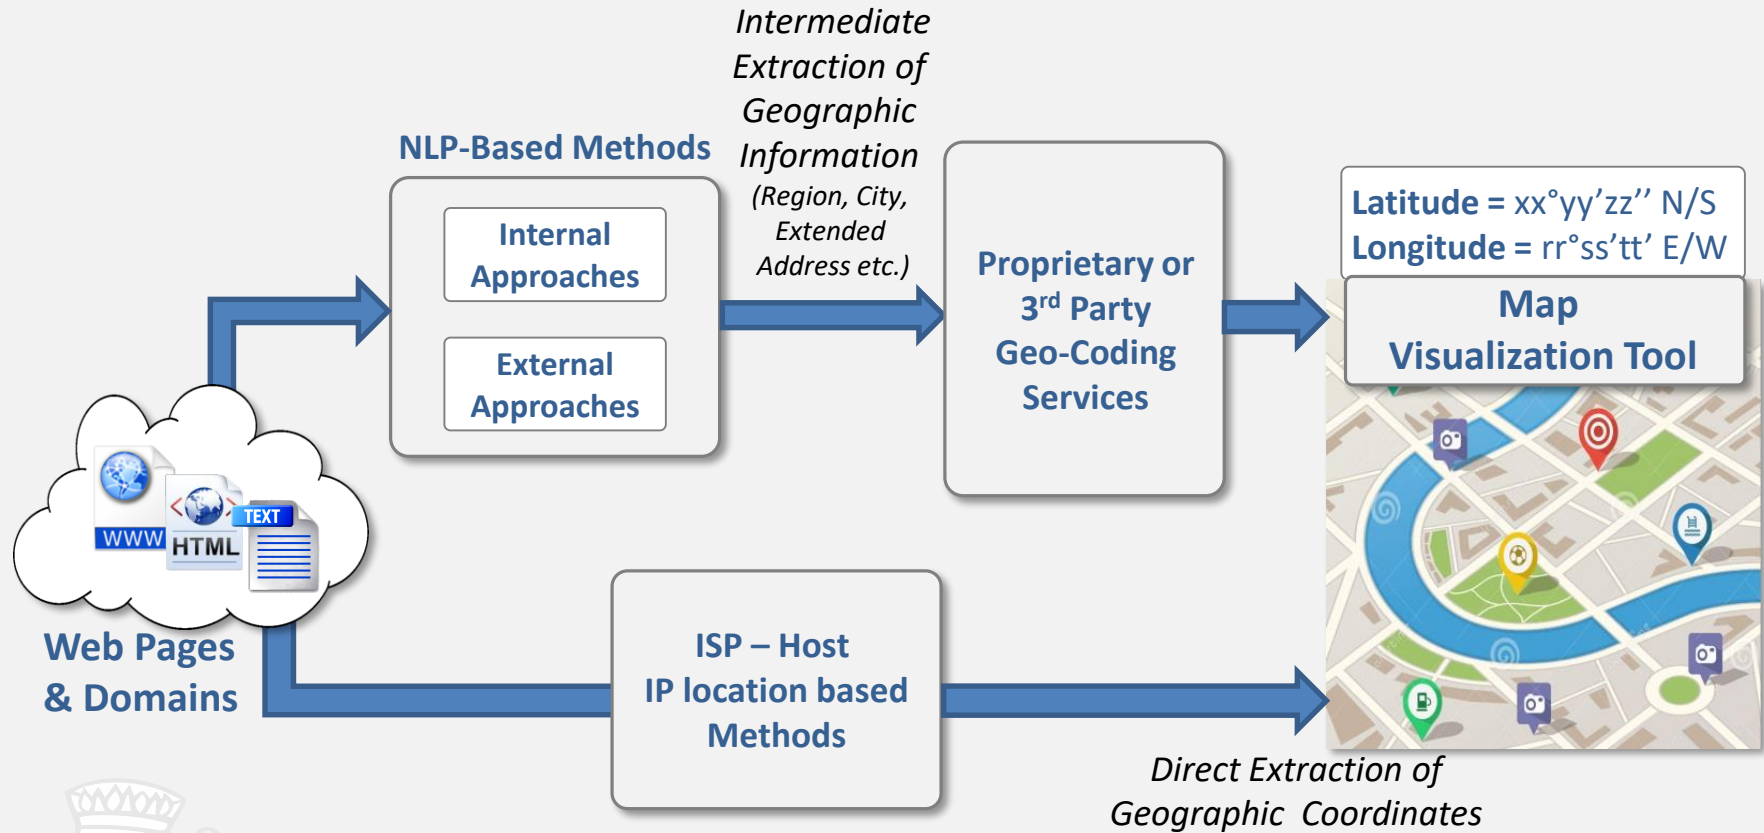 Intermediate
Extraction of
Geographic
Information
(Region, City,
Extended
Address etc.)
NLP-Based Methods
Internal
Approaches
External
Approaches
Proprietary or
3rd Party
Geo-Coding
Services
Latitude = xx°yy’zz’’ N/S
Longitude = rr°ss’tt’ E/W
Map
Visualization Tool
WWW
HTML
TEXT
Web Pages
& Domains
ISP – Host
IP location based
Methods
Direct Extraction of
Geographic Coordinates